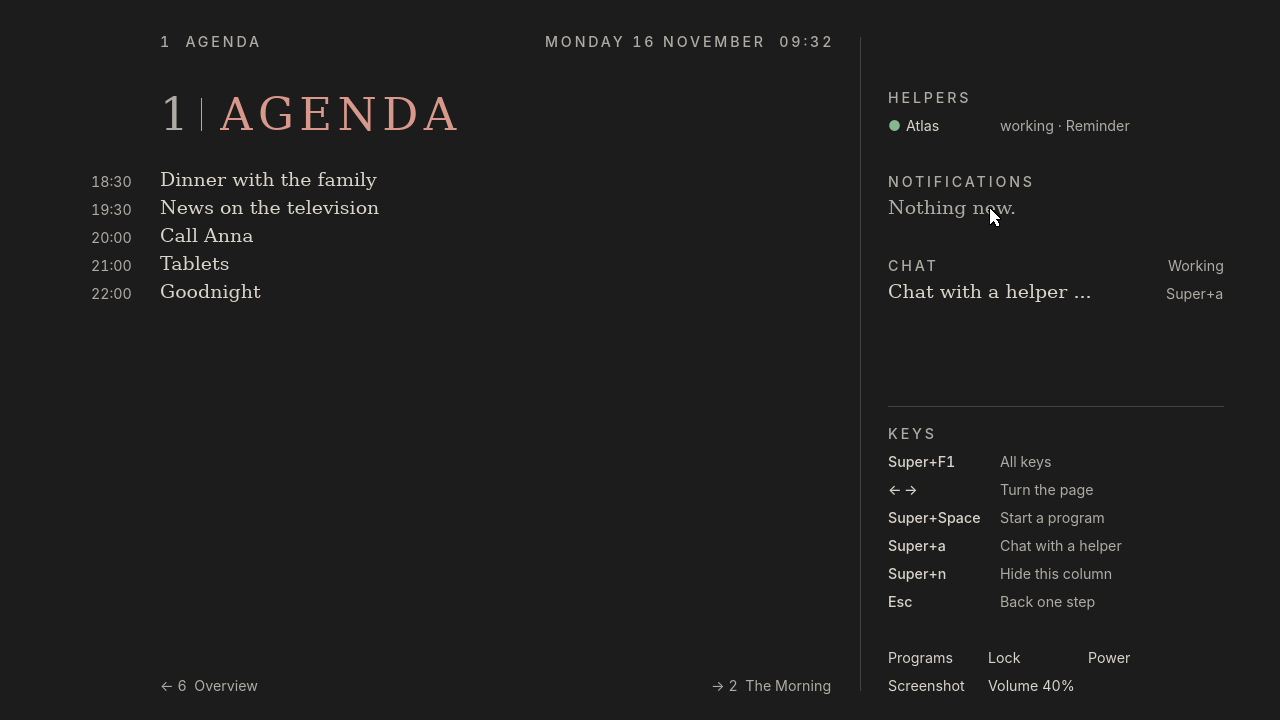 1 AGENDA
MONDAY 16 NOVEMBER 09:32
1 AGENDA
18:30 Dinner with the family
19:30 News on the television
20:00 Call Anna
21:00 Tablets
22:00 Goodnight
← 6 Overview
→ 2 The Morning
HELPERS
Atlas working · Reminder
NOTIFICATIONS
Nothing now.
CHAT Working
Chat with a helper ... Super+a
KEYS
Super+F1 All keys
← → Turn the page
Super+Space Start a program
Super+a Chat with a helper
Super+n Hide this column
Esc Back one step
Programs Lock Power
Screenshot Volume 40%